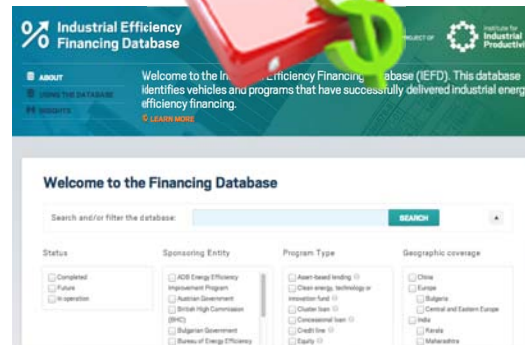 Industrial Efficiency
Financing Database
PROJECT OF
Institute for
Industrial
Productiv
ABOUT
USING THE DATABASE
INSIGHTS
Welcome to the In Efficiency Financing abase (IEFD). This database
identifies vehicles and programs that have successfully delivered industrial energ
efficiency financing.
LEARN MORE
Welcome to the Financing Database
Search and/or filter the database:
SEARCH
Status
Completed
Future
In operation
Sponsoring Entity
ADB Energy Efficiency
Improvement Program
Austrian Government
British High Commission
(BHC)
Bulgarian Government
Bureau of Energy Efficiency
Program Type
Asset-based lending
Clean energy, technology or
innovation fund
Cluster loan
Concessional loan
Credit line
Equity
Geographic coverage
China
Europe
Bulgaria
Central and Eastern Europe
India
Kerala
Maharashtra